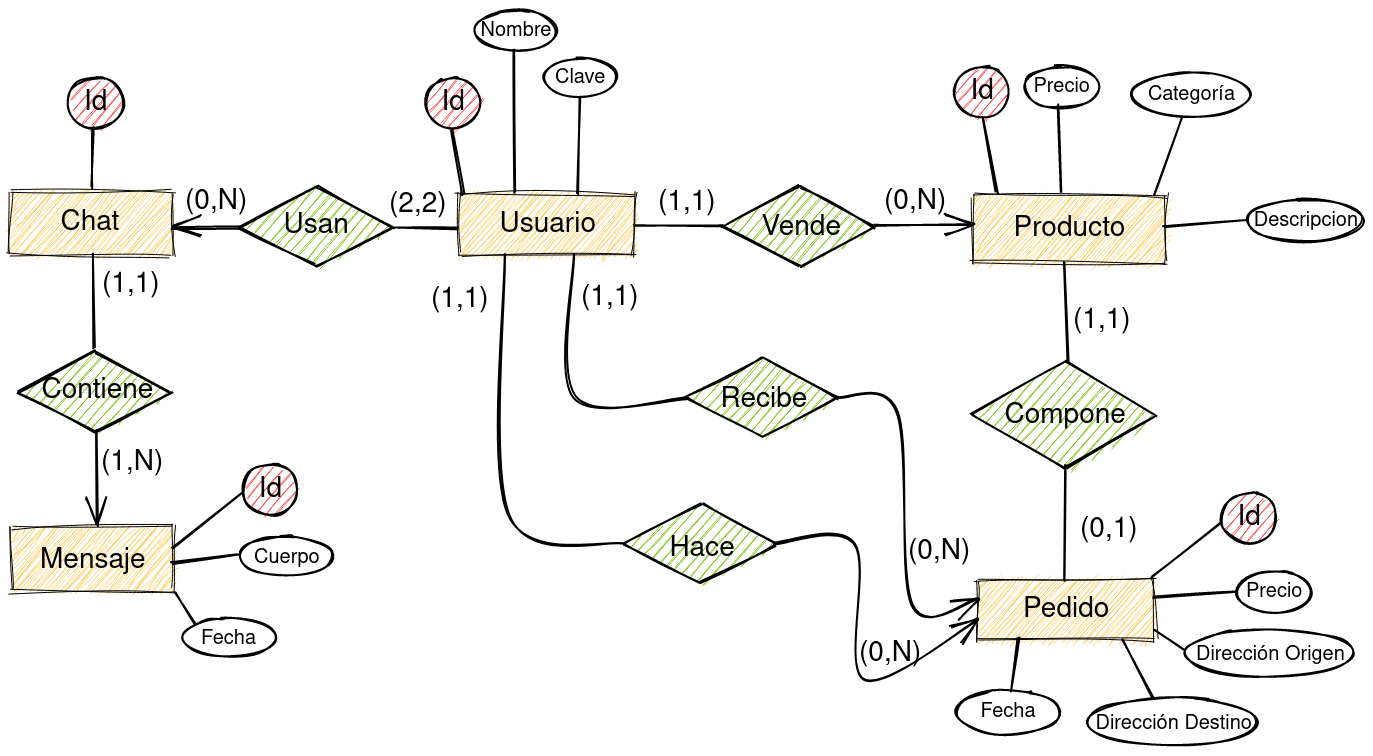 Nombre
Clave
Id
Id
Id
Precio
Categoría
(0,N)
(2,2)
(1,1)
(0,N)
Chat
Usan
Usuario
Vende
Producto
Descripcion
(1,1)
(1,1)
(1,1)
(1,1)
Contiene
Recibe
Compone
(1,N)
Id
Id
Hace
(0,N)
(0,1)
Mensaje
Cuerpo
Pedido
Precio
Fecha
(0,N)
Dirección Origen
Fecha
Dirección Destino